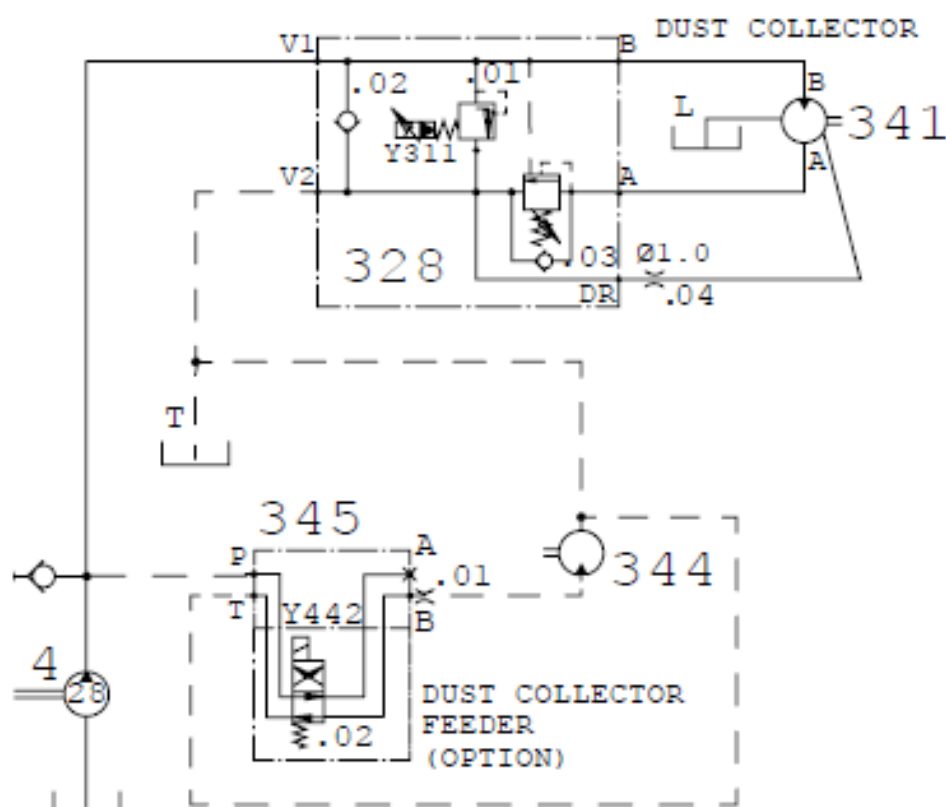 DUST COLLECTOR
V1
B
.02
.01
B
L
341
Y311
V2
A
A
328
.03
Ø1.0
DR
.04
T
345
A
P
.01
344
T
Y442
B
4
28
DUST COLLECTOR
FEEDER
(OPTION)
.02